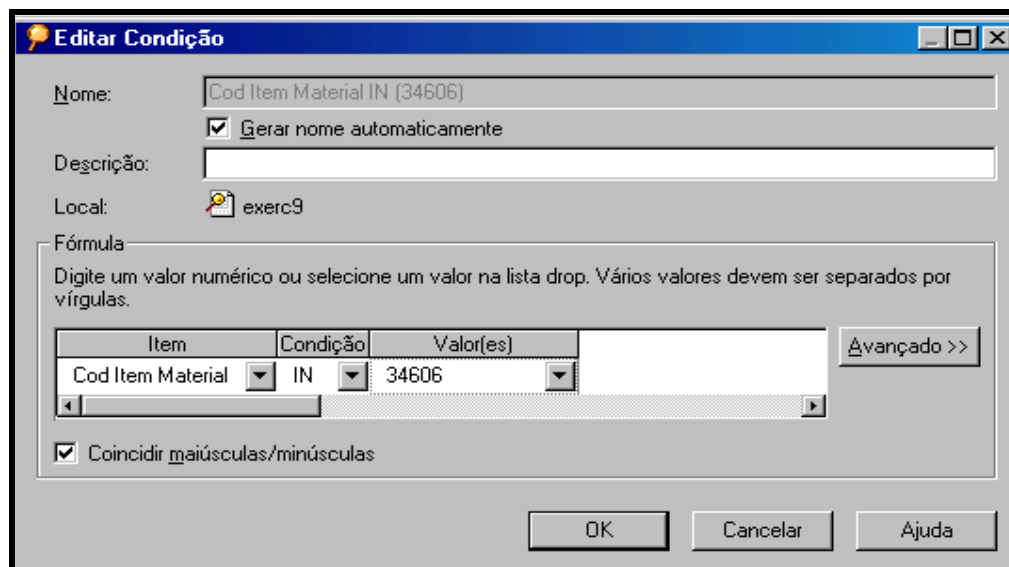 Editar Condição
Nome: Cod Item Material IN (34606)
Gerar nome automaticamente
Descrição:
Local: exerc9
Fórmula
Digite um valor numérico ou selecione um valor na lista drop. Vários valores devem ser separados por
vírgulas.
Item Condição Valor(es)
Avançado >>
Cod Item Material IN 34606
Coincidir maiúsculas/minúsculas
OK Cancelar Ajuda